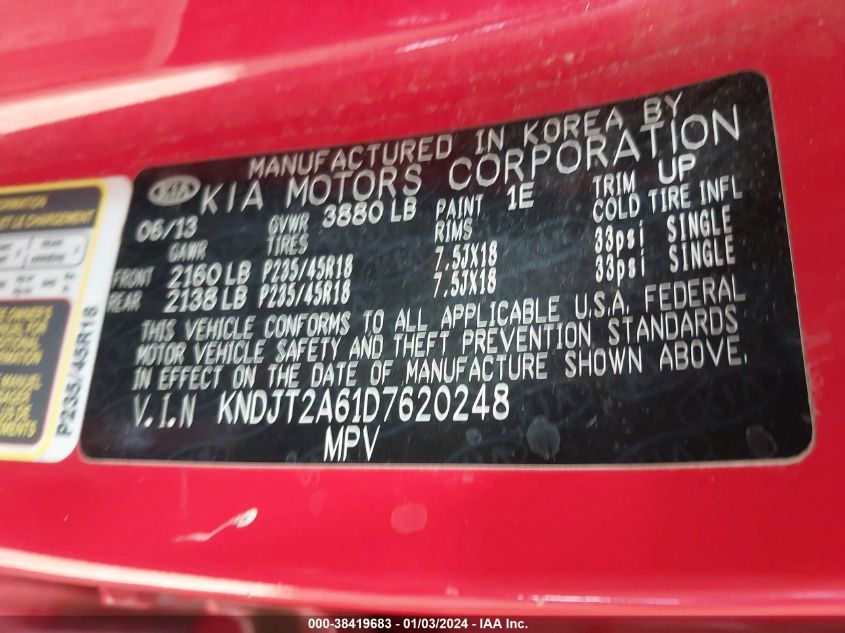 MANUFACTURED IN KOREA BY
KIA KIA MOTORS CORPORATION
06/13 GVWR 3880 LB PAINT 1E TRIM UP
GAWR TIRES RIMS COLD TIRE INFL
FRONT 2160 LB P235/45R18 7.5JX18 33psi SINGLE
REAR 2138 LB P235/45R18 7.5JX18 33psi SINGLE
THIS VEHICLE CONFORMS TO ALL APPLICABLE U.S.A. FEDERAL
MOTOR VEHICLE SAFETY AND THEFT PREVENTION STANDARDS
IN EFFECT ON THE DATE OF MANUFACTURE SHOWN ABOVE.
V.I.N KNDJT2A61D7620248
MPV
P235/45R18
000-38419683 - 01/03/2024 - IAA Inc.